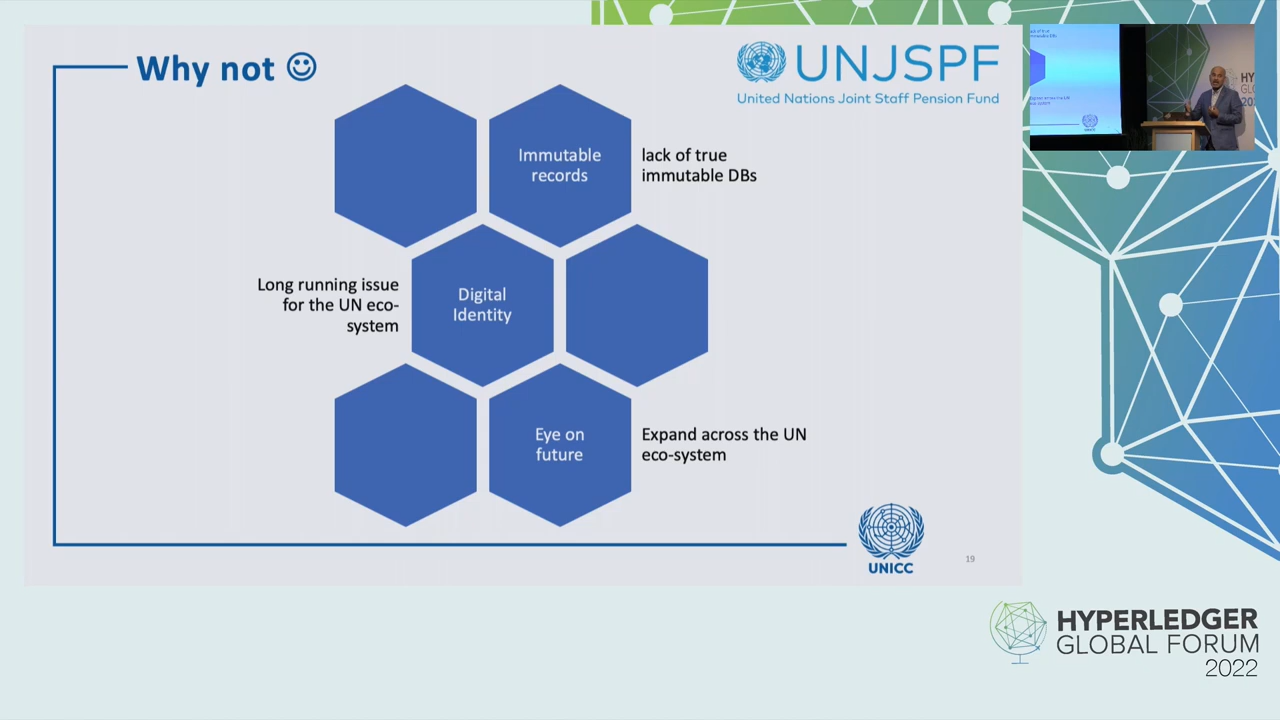 Why not ☺
UNJSPF
United Nations Joint Staff Pension Fund
Immutable
records
lack of true
immutable DBs
Long running issue
for the UN eco-
system
Digital
Identity
Eye on
future
Expand across the UN
eco-system
UNICC
19
HYPERLEDGER
GLOBAL FORUM
2022